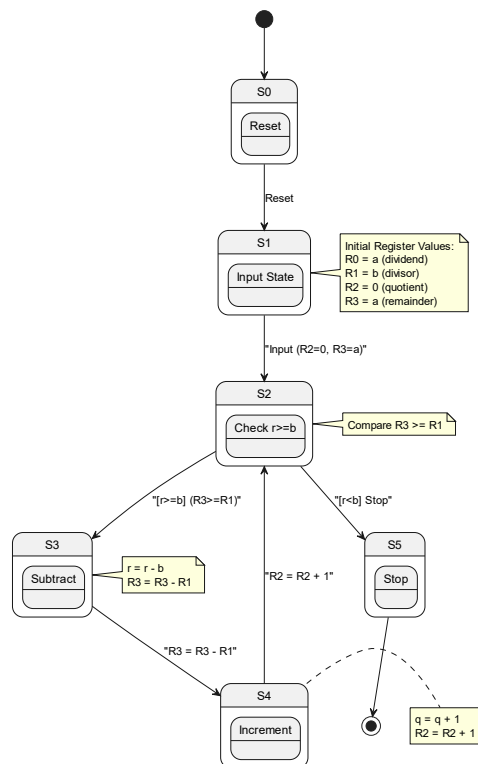 S0
Reset
Reset
S1
Input State
Initial Register Values:
R0 = a (dividend)
R1 = b (divisor)
R2 = 0 (quotient)
R3 = a (remainder)
"Input (R2=0, R3=a)"
S2
Check r>=b
Compare R3 >= R1
"[r>=b] (R3>=R1)"
"[r<b] Stop"
S3
Subtract
r = r - b
R3 = R3 - R1
"R2 = R2 + 1"
S5
Stop
"R3 = R3 - R1"
S4
Increment
q = q + 1
R2 = R2 + 1